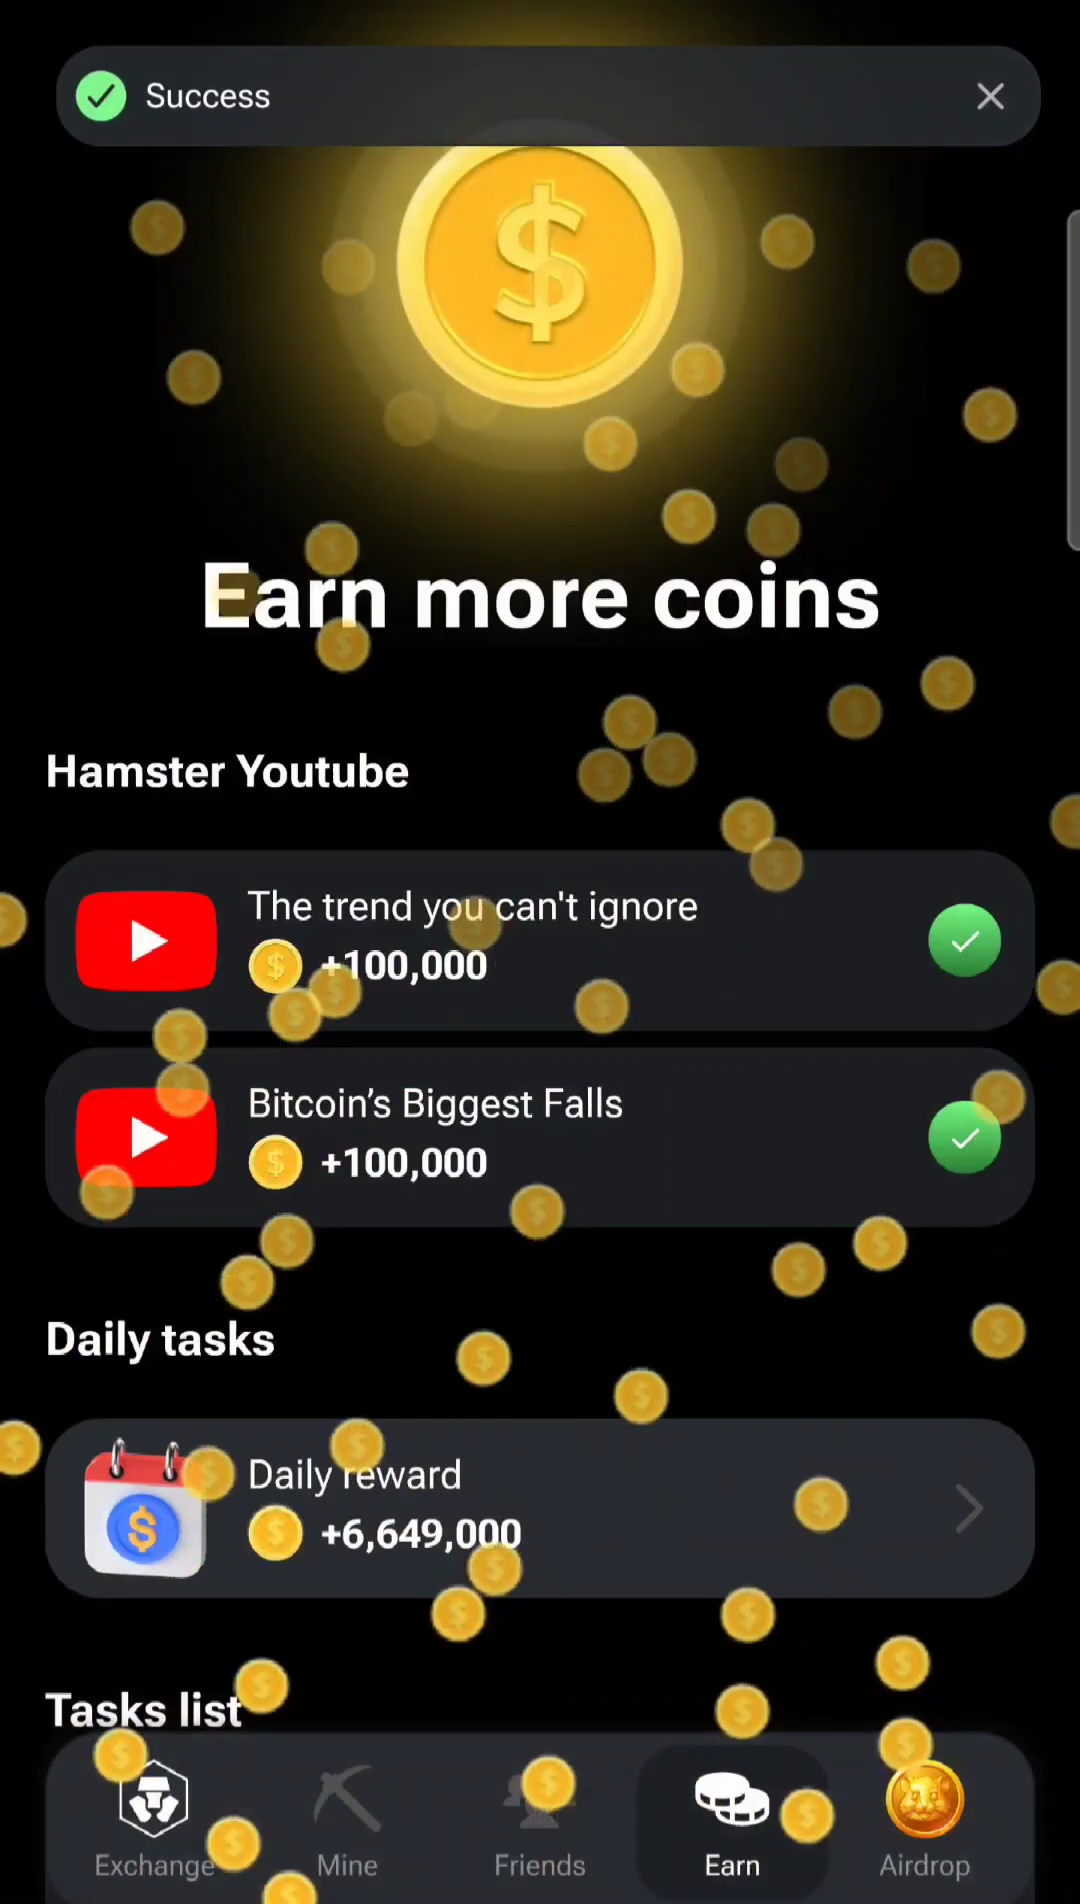 Success
Earn more coins
Hamster Youtube
The trend you can't ignore
+100,000
Bitcoin’s Biggest Falls
+100,000
Daily tasks
Daily reward
+6,649,000
Tasks list
Exchange
Mine
Friends
Earn
Airdrop